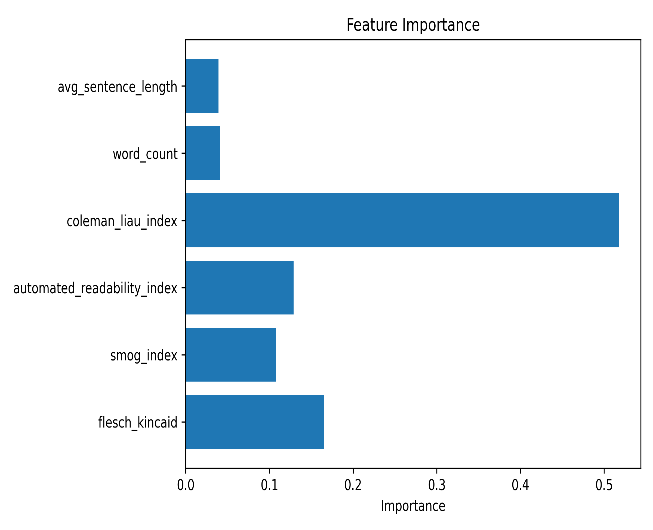 Feature Importance
avg_sentence_length
word_count
coleman_liau_index
automated_readability_index
smog_index
flesch_kincaid
0.0 0.1 0.2 0.3 0.4 0.5
Importance